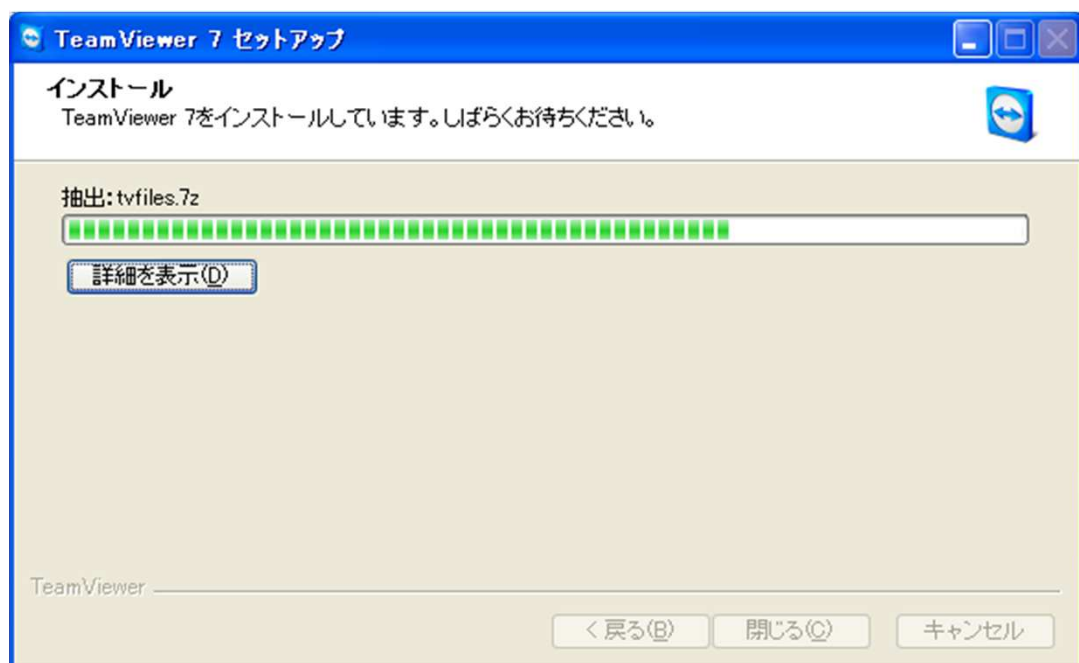 TeamViewer 7 セットアップ
インストール
TeamViewer 7をインストールしています。しばらくお待ちください。
抽出: tvfiles.7z
詳細を表示(D)
TeamViewer
< 戻る(B)
閉じる(C)
キャンセル